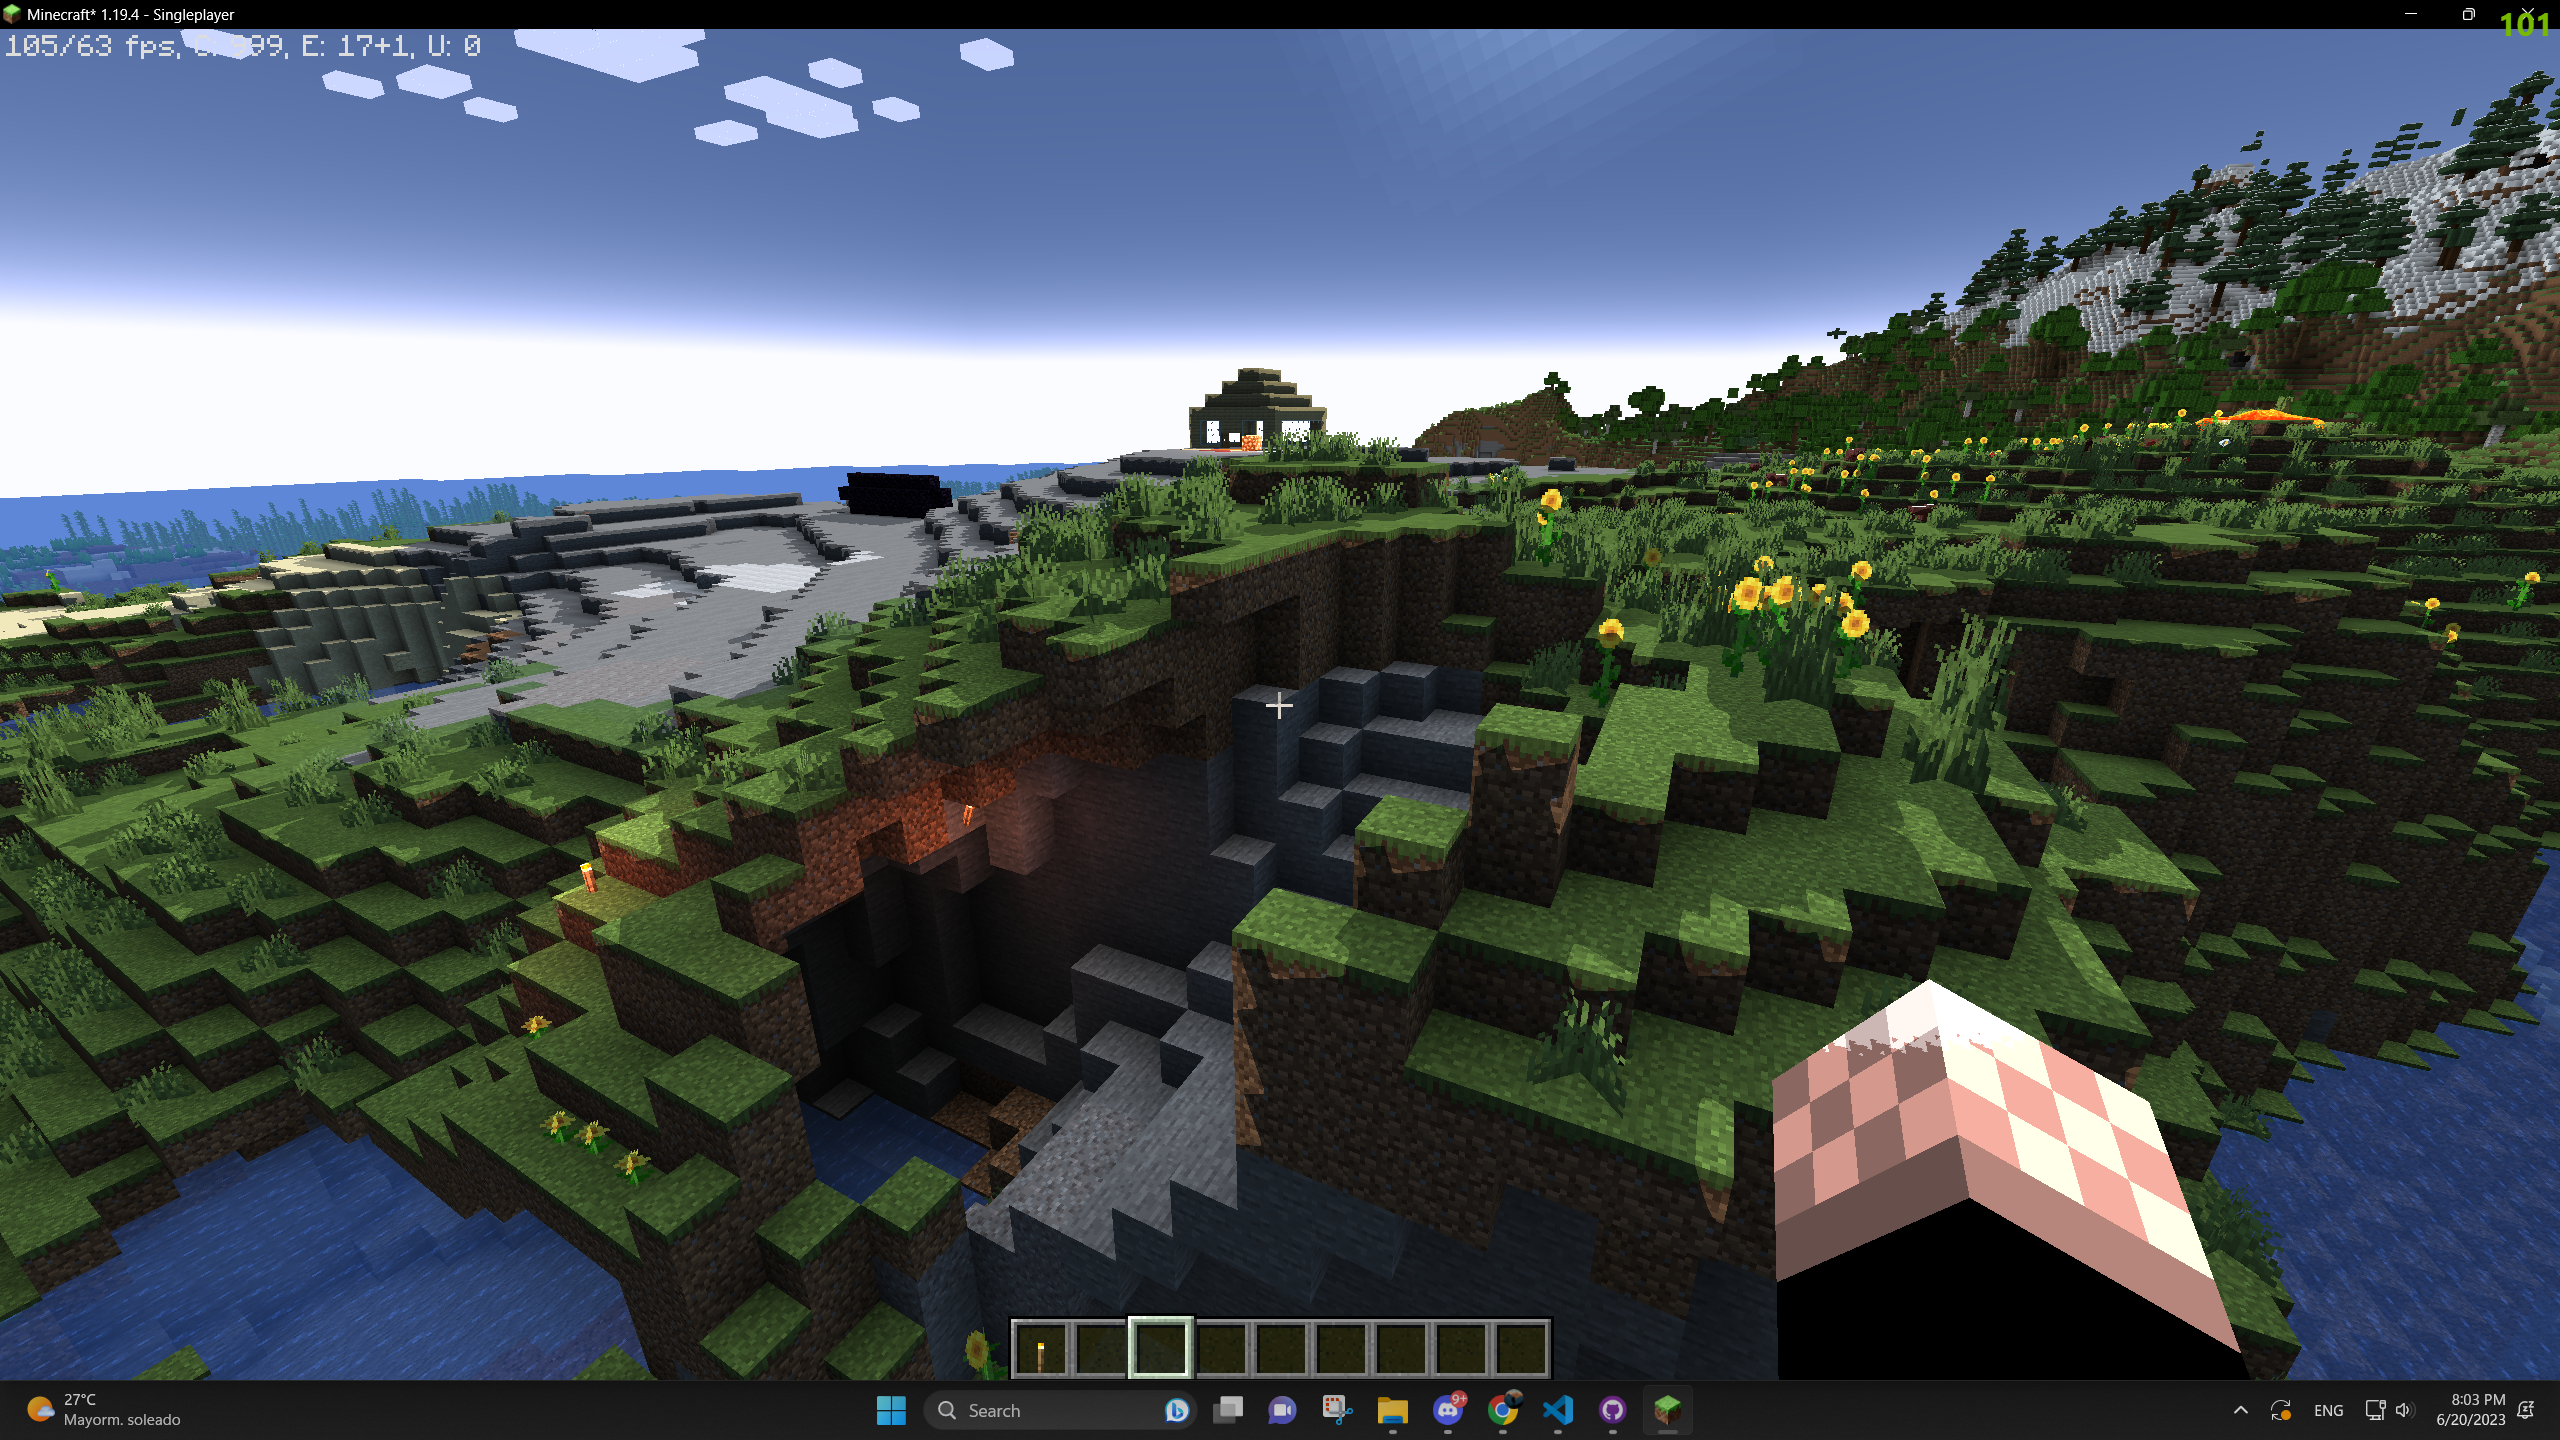 Minecraft* 1.19.4 - Singleplayer
101
105/63 fps, C: 999, E: 17+1, U: 0
27°C
Mayorm. soleado
Search
9+
ENG
8:03 PM
6/20/2023